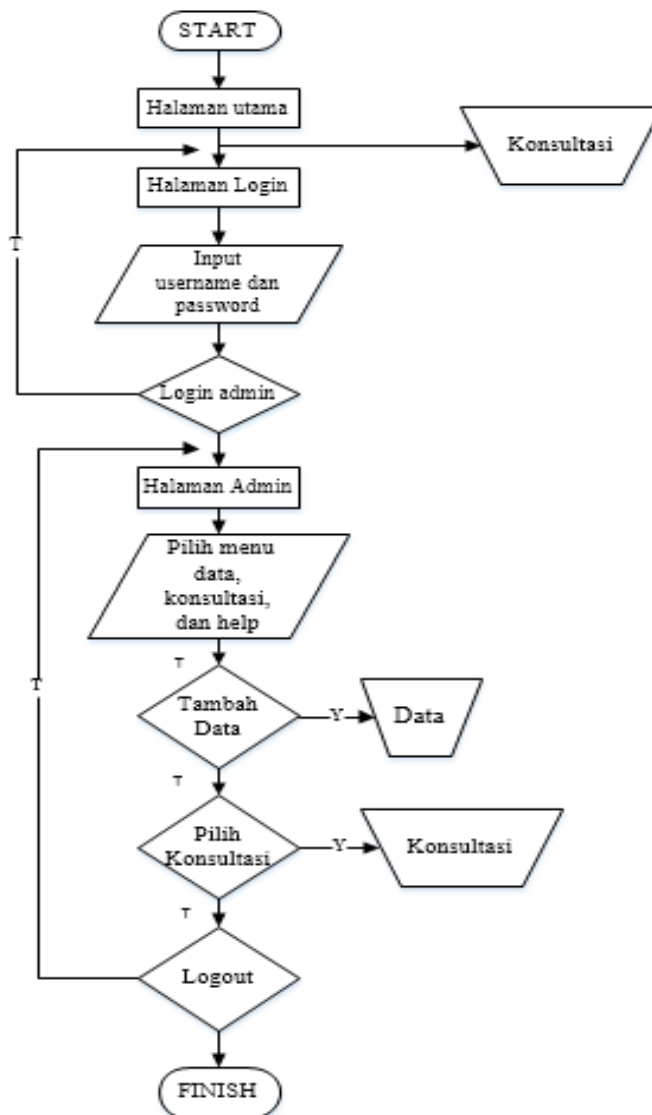 START
Halaman utama
Konsultasi
Halaman Login
T
Input
username dan
password
Login admin
Halaman Admin
Pilih menu
data,
konsultasi,
dan help
T
T
Tambah
Data
Y
Data
T
Pilih
Konsultasi
Y
Konsultasi
T
Logout
FINISH